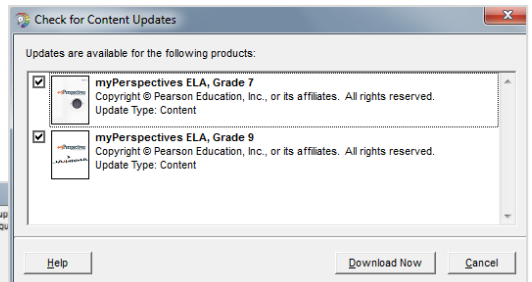 Check for Content Updates
Updates are available for the following products:
myPerspectives ELA, Grade 7
Copyright © Pearson Education, Inc., or its affiliates. All rights reserved.
Update Type: Content
myPerspectives ELA, Grade 9
Copyright © Pearson Education, Inc., or its affiliates. All rights reserved.
Update Type: Content
Help
Download Now
Cancel